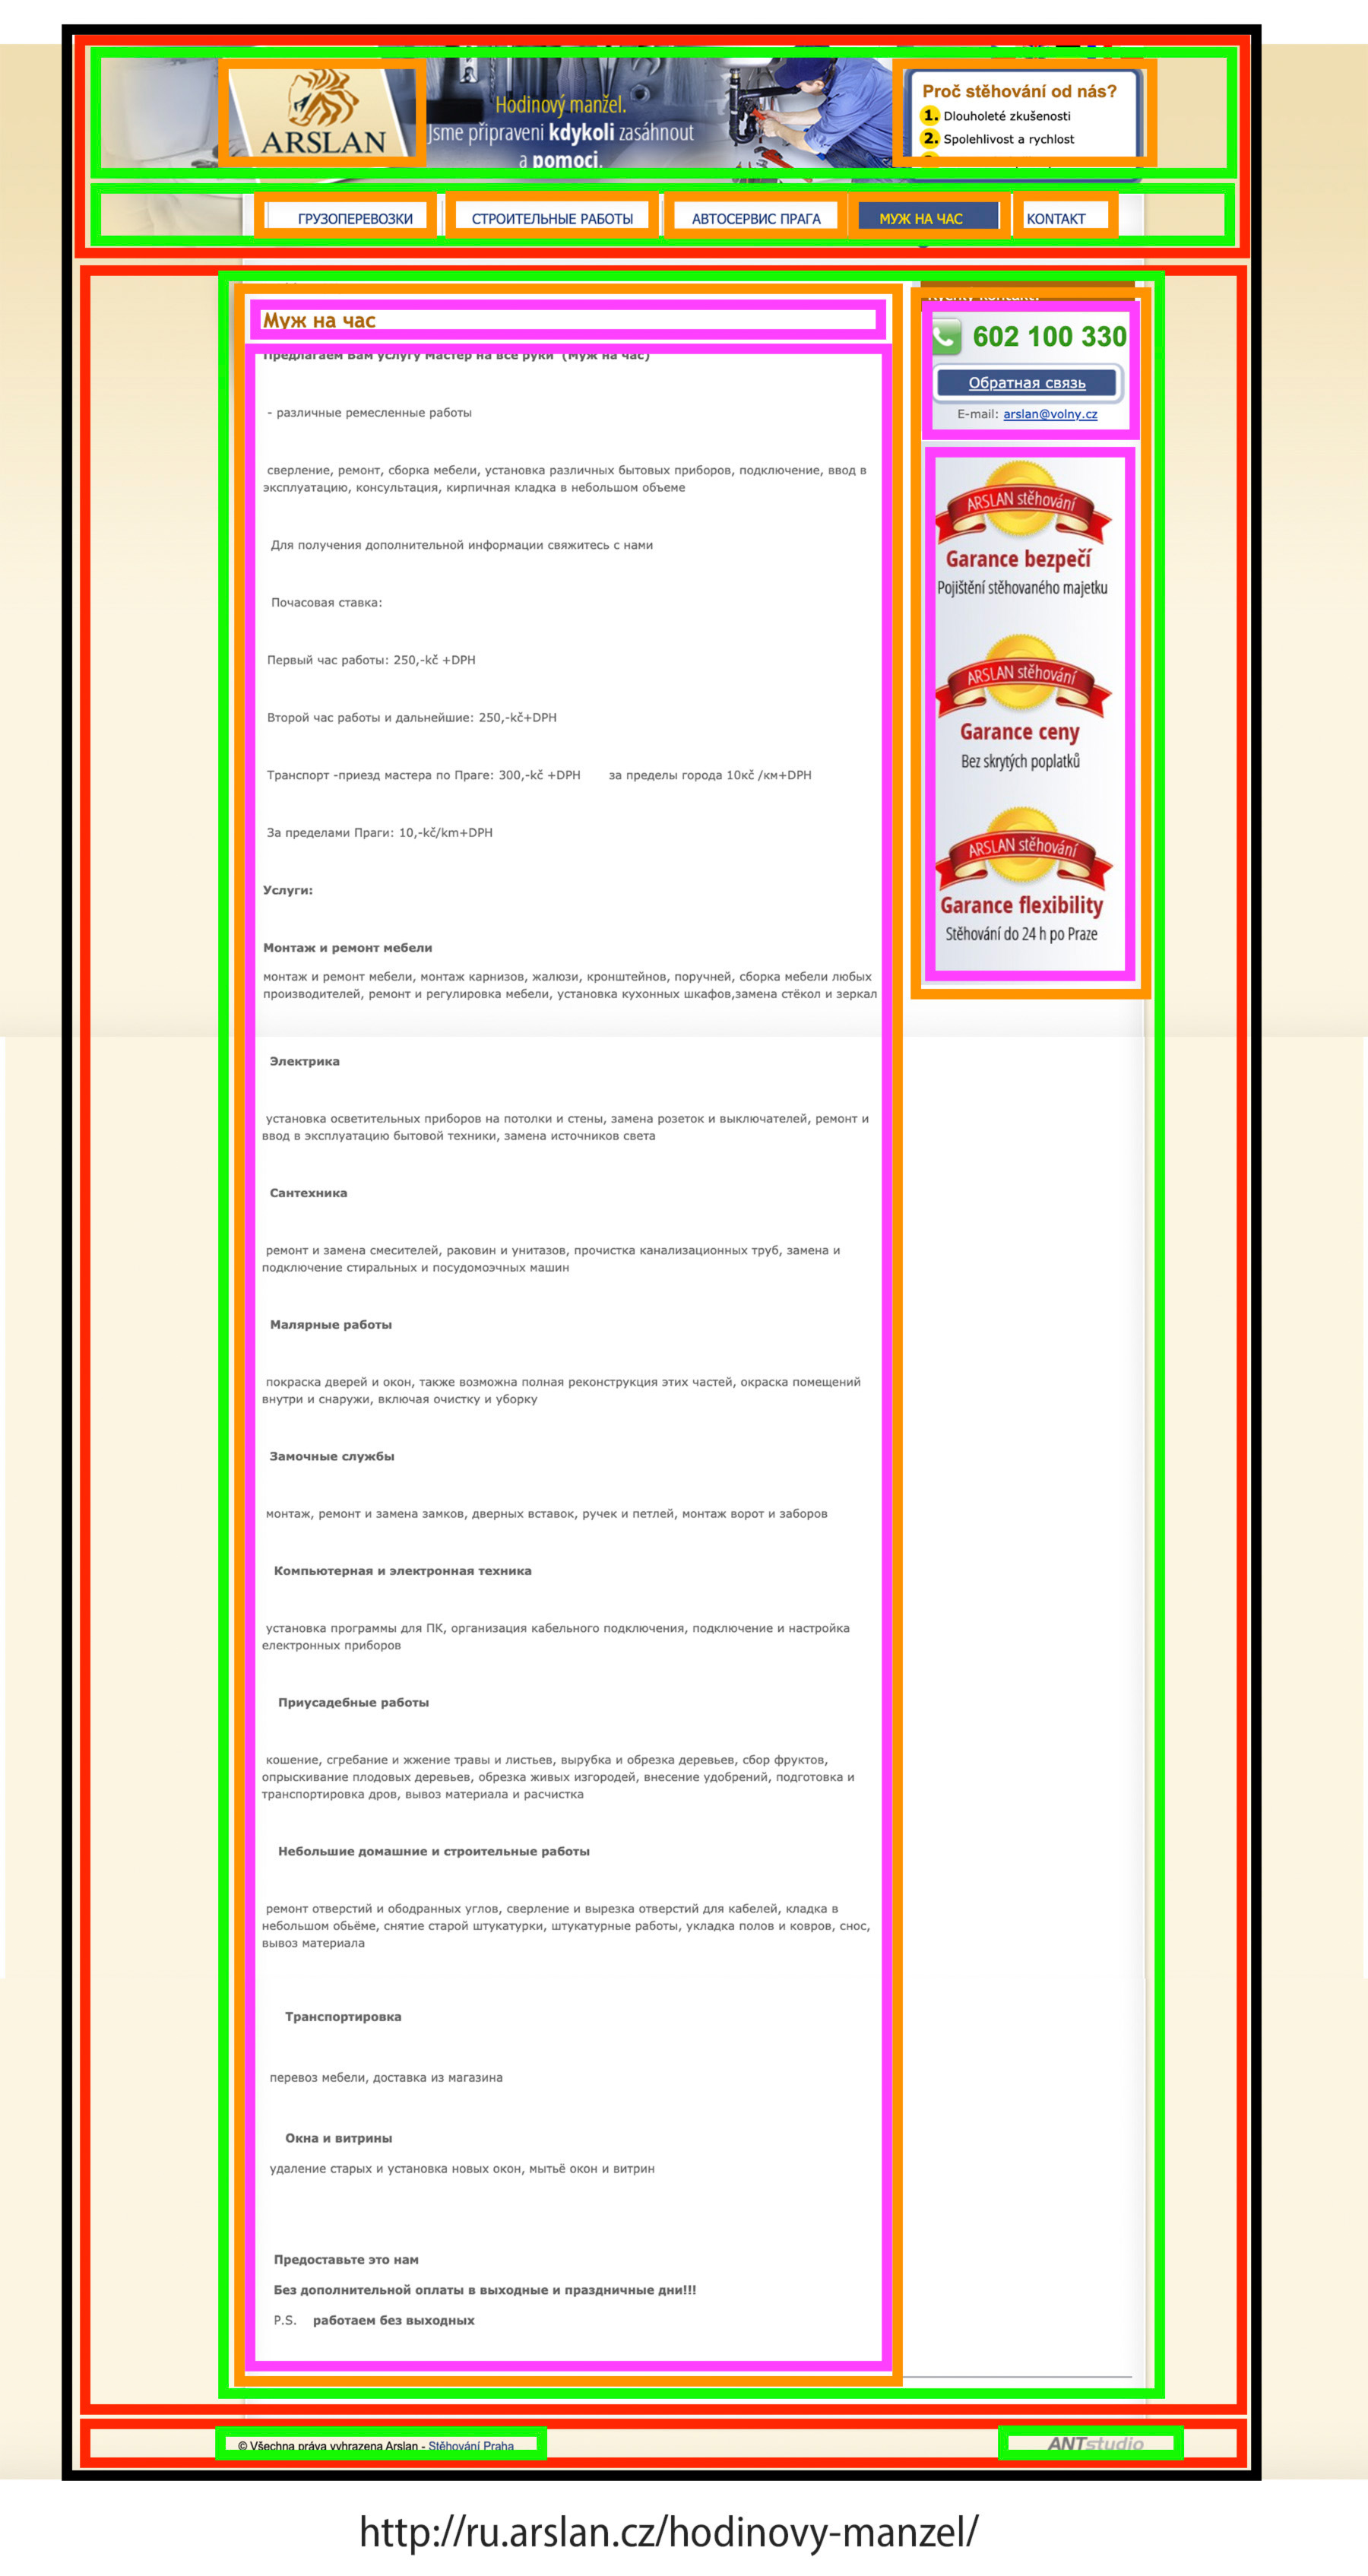 ARSLAN
Hodinový manžel.
Jsme připraveni kdykoli zasáhnout
a pomoci.
Proč stěhování od nás?
1. Dlouholeté zkušenosti
2. Spolehlivost a rychlost
ГРУЗОПЕРЕВОЗКИ
СТРОИТЕЛЬНЫЕ РАБОТЫ
АВТОСЕРВИС ПРАГА
МУЖ НА ЧАС
KONTAKT
Муж на час
Предлагаем Вам услугу Мастер на все руки (Муж на час)
- различные ремесленные работы
сверление, ремонт, сборка мебели, установка различных бытовых приборов, подключение, ввод в
эксплуатацию, консультация, кирпичная кладка в небольшом объеме
Для получения дополнительной информации свяжитесь с нами
Почасовая ставка:
Первый час работы: 250,-kč +DPH
Второй час работы и дальнейшие: 250,-kč+DPH
Транспорт -приезд мастера по Праге: 300,-kč +DPH за пределы города 10кč /км+DPH
За пределами Праги: 10,-kč/km+DPH
Услуги:
Монтаж и ремонт мебели
монтаж и ремонт мебели, монтаж карнизов, жалюзи, кронштейнов, поручней, сборка мебели любых
производителей, ремонт и регулировка мебели, установка кухонных шкафов,замена стёкол и зеркал
Электрика
установка осветительных приборов на потолки и стены, замена розеток и выключателей, ремонт и
ввод в эксплуатацию бытовой техники, замена источников света
Сантехника
ремонт и замена смесителей, раковин и унитазов, прочистка канализационных труб, замена и
подключение стиральных и посудомоэчных машин
Малярные работы
покраска дверей и окон, также возможна полная реконструкция этих частей, окраска помещений
внутри и снаружи, включая очистку и уборку
Замочные службы
монтаж, ремонт и замена замков, дверных вставок, ручек и петлей, монтаж ворот и заборов
Компьютерная и электронная техника
установка программы для ПК, организация кабельного подключения, подключение и настройка
електронных приборов
Приусадебные работы
кошение, сгребание и жжение травы и листьев, вырубка и обрезка деревьев, сбор фруктов,
опрыскивание плодовых деревьев, обрезка живых изгородей, внесение удобрений, подготовка и
транспортировка дров, вывоз материала и расчистка
Небольшие домашние и строительные работы
ремонт отверстий и ободранных углов, сверление и вырезка отверстий для кабелей, кладка в
небольшом обьёме, снятие старой штукатурки, штукатурные работы, укладка полов и ковров, снос,
вывоз материала
Транспортировка
перевоз мебели, доставка из магазина
Окна и витрины
удаление старых и установка новых окон, мытьё окон и витрин
Предоставьте это нам
Без дополнительной оплаты в выходные и праздничные дни!!!
P.S. работаем без выходных
Rychlý kontakt:
602 100 330
Обратная связь
E-mail: arslan@volny.cz
ARSLAN stěhování
Garance bezpečí
Pojištění stěhovaného majetku
ARSLAN stěhování
Garance ceny
Bez skrytých poplatků
ARSLAN stěhování
Garance flexibility
Stěhování do 24 h po Praze
© Všechna práva vyhrazena Arslan - Stěhování Praha
ANTstudio
http://ru.arslan.cz/hodinovy-manzel/